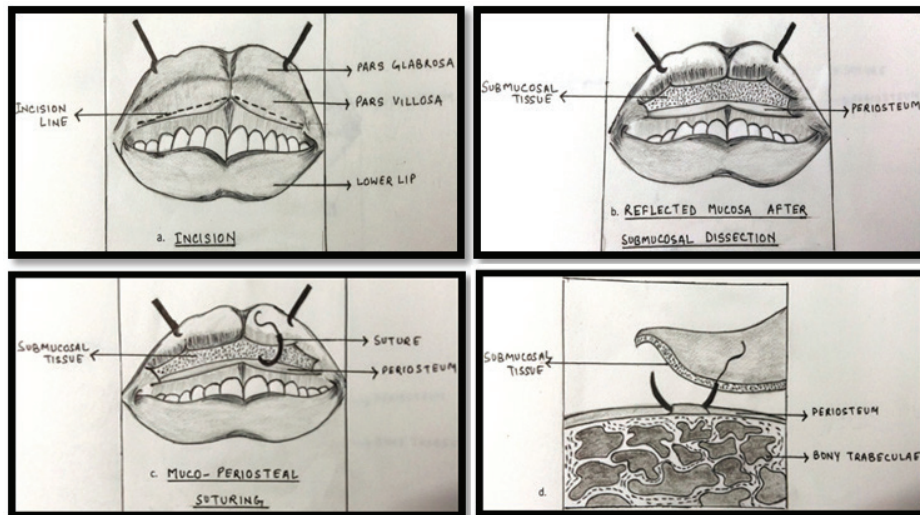 PARS GLABROSA
PARS VILLOSA
INCISION
LINE
LOWER LIP
a. INCISION
SUBMUCOSAL
TISSUE
PERIOSTEUM
b. REFLECTED MUCOSA AFTER
SUBMUCOSAL DISSECTION
SUBMUCOSAL
TISSUE
SUTURE
PERIOSTEUM
c. MUCO-PERIOSTEAL
SUTURING
SUBMUCOSAL
TISSUE
PERIOSTEUM
BONY TRABECULAE
d.